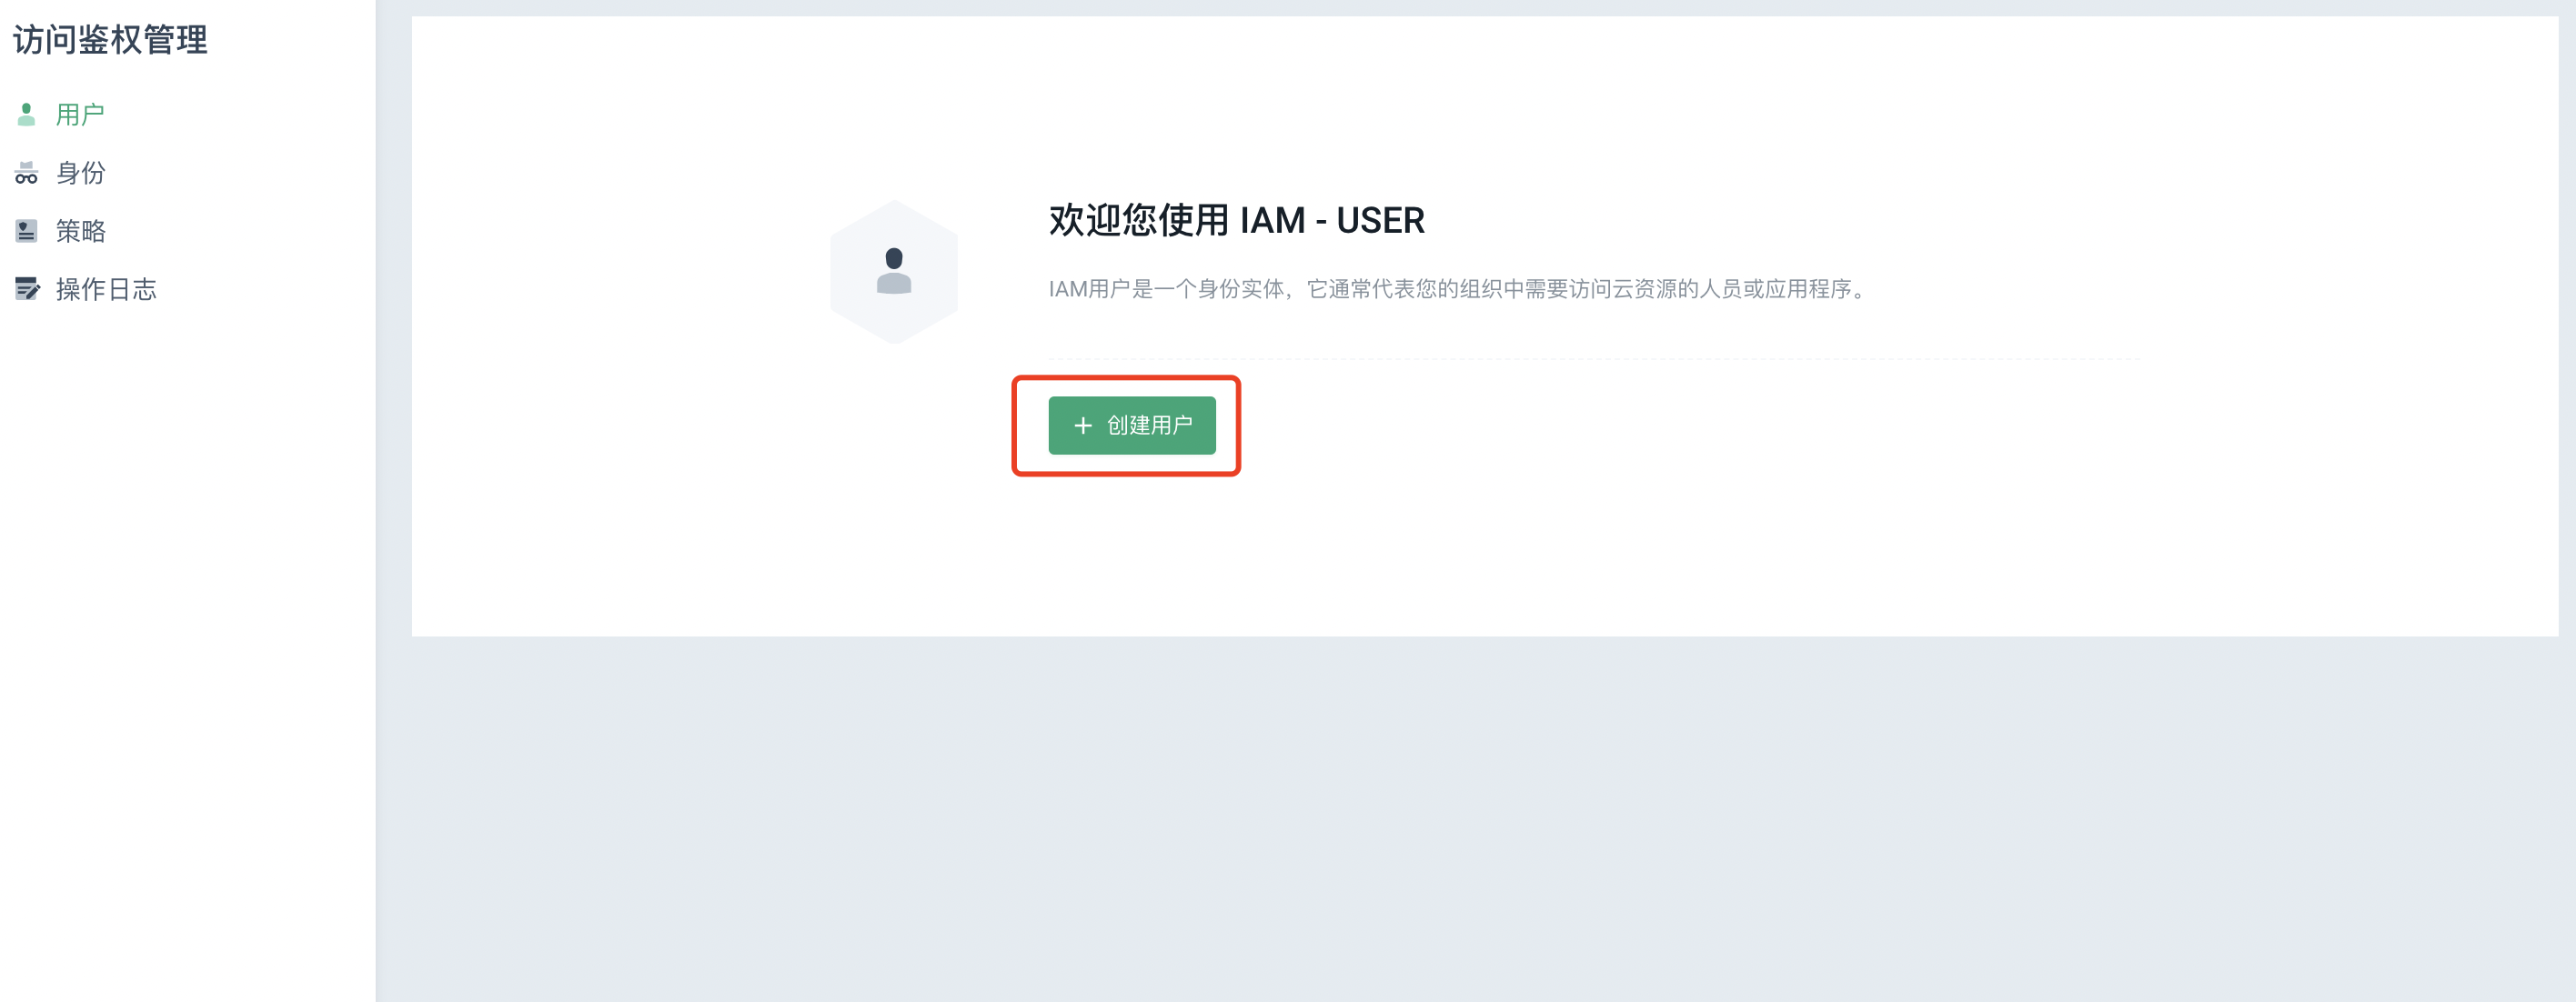 访问鉴权管理
用户
身份
策略
操作日志
欢迎您使用 IAM - USER
IAM用户是一个身份实体，它通常代表您的组织中需要访问云资源的人员或应用程序。
+ 创建用户